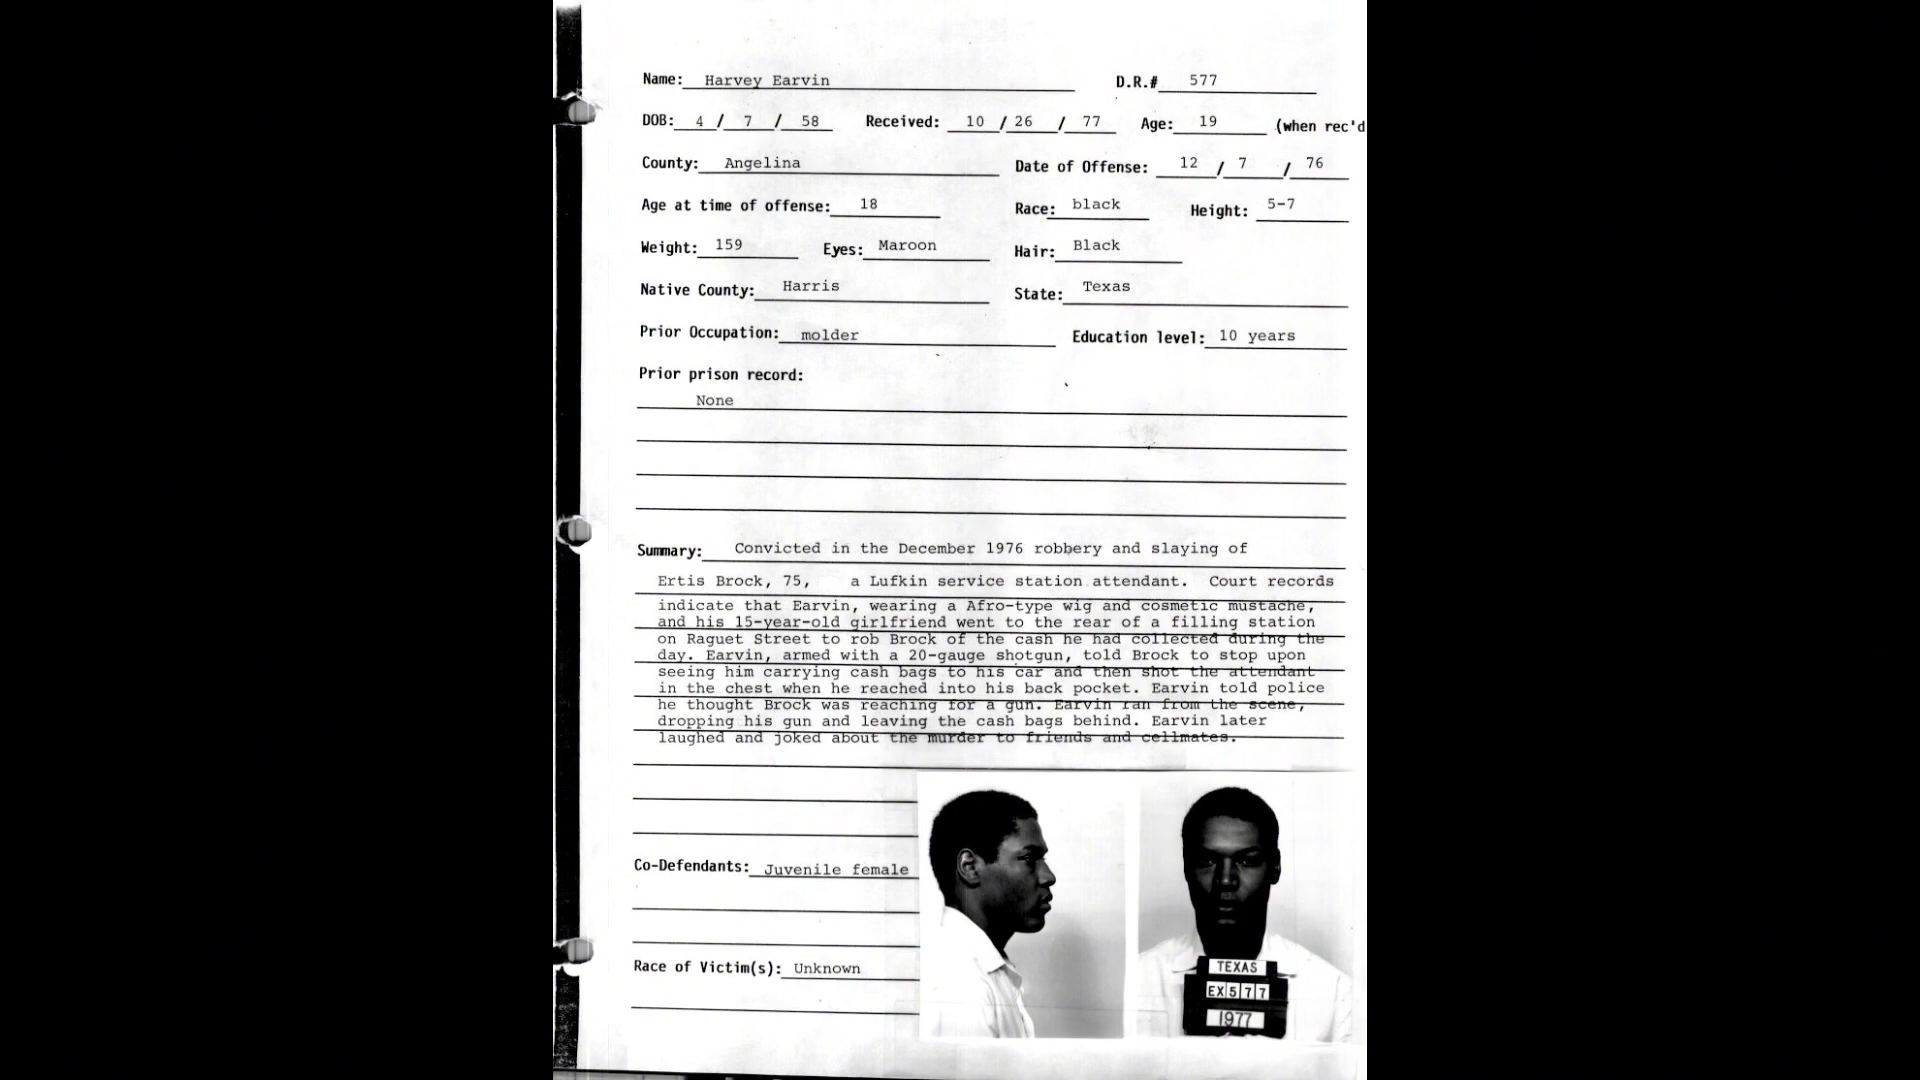 Name: Harvey Earvin D.R.# 577
DOB: 4 / 7 / 58 Received: 10 / 26 / 77 Age: 19 (when rec'd
County: Angelina Date of Offense: 12 / 7 / 76
Age at time of offense: 18 Race: black Height: 5-7
Weight: 159 Eyes: Maroon Hair: Black
Native County: Harris State: Texas
Prior Occupation: molder Education level: 10 years
Prior prison record:
None
Summary: Convicted in the December 1976 robbery and slaying of
Ertis Brock, 75, a Lufkin service station attendant. Court records
indicate that Earvin, wearing a Afro-type wig and cosmetic mustache,
and his 15-year-old girlfriend went to the rear of a filling station
on Raguet Street to rob Brock of the cash he had collected during the
day. Earvin, armed with a 20-gauge shotgun, told Brock to stop upon
seeing him carrying cash bags to his car and then shot the attendant
in the chest when he reached into his back pocket. Earvin told police
he thought Brock was reaching for a gun. Earvin ran from the scene,
dropping his gun and leaving the cash bags behind. Earvin later
laughed and joked about the murder to friends and cellmates.
Co-Defendants: Juvenile female
Race of Victim(s): Unknown
TEXAS
EX577
1977